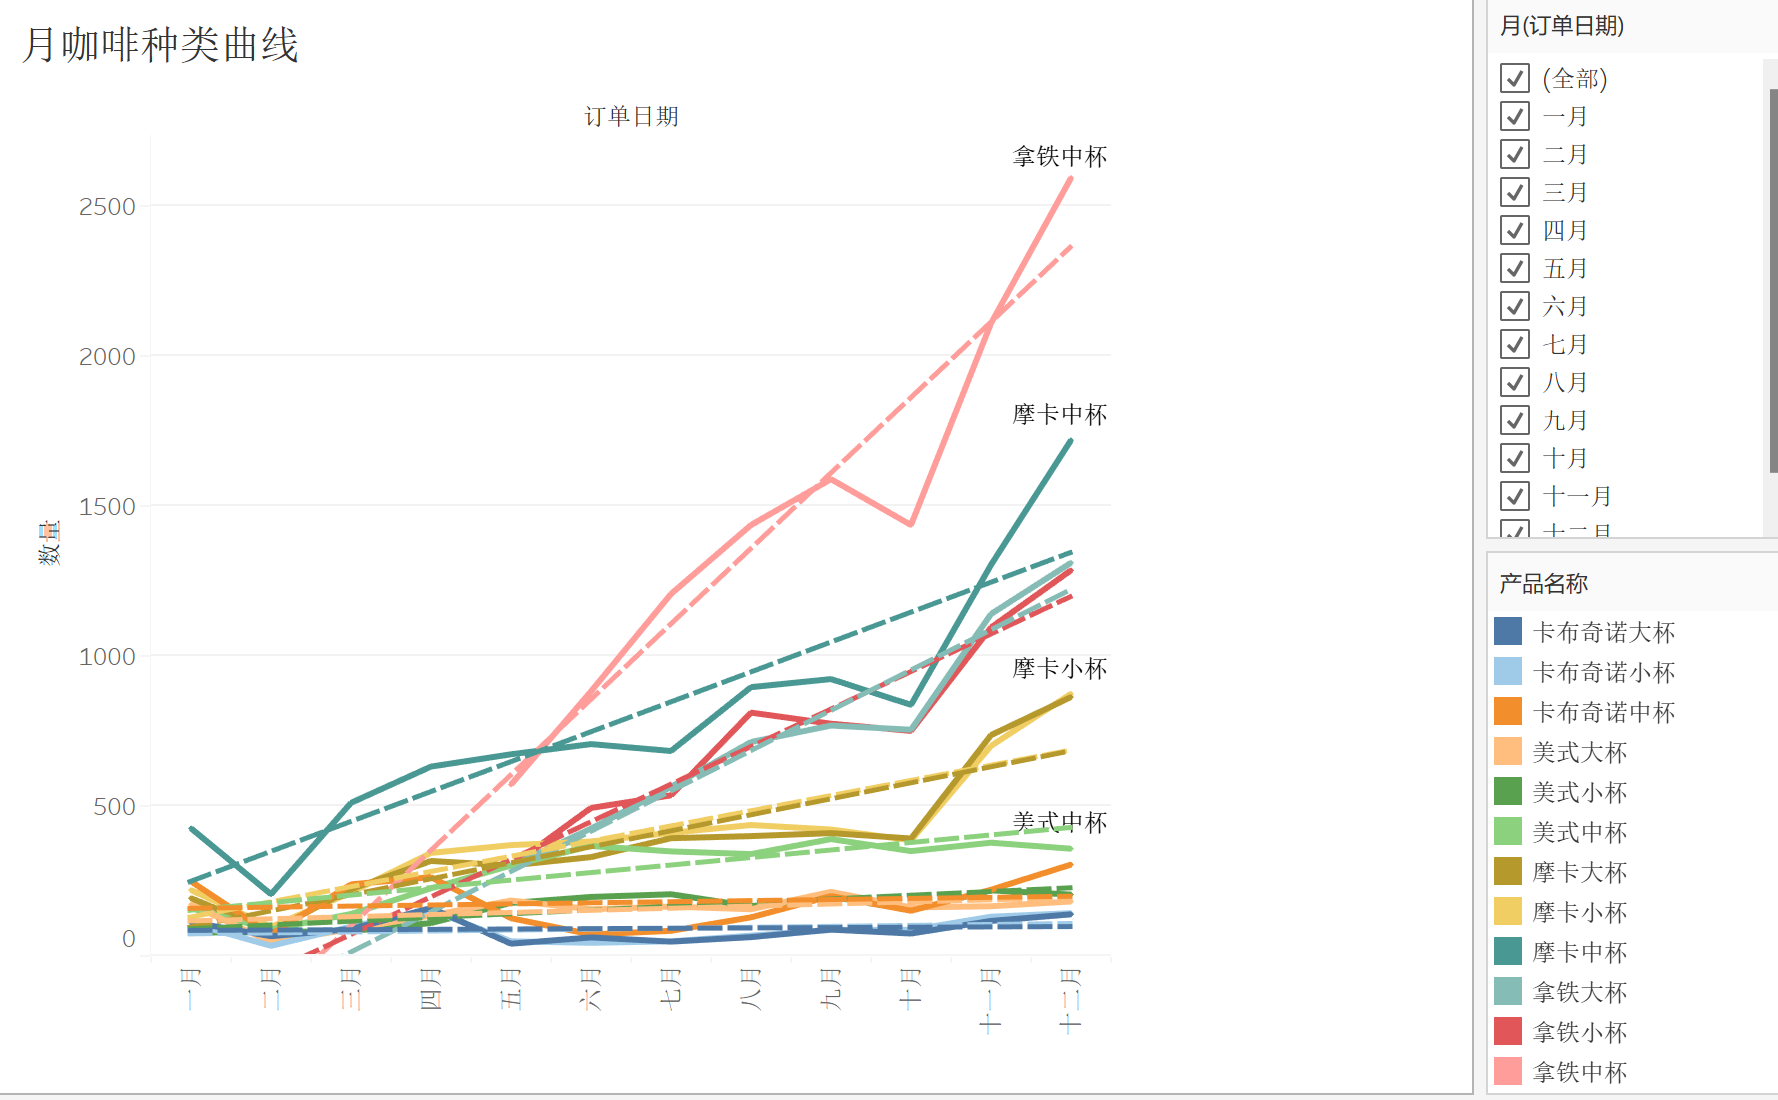 月咖啡种类曲线
订单日期
拿铁中杯
2500
2000
摩卡中杯
1500
数量
1000
摩卡小杯
500
美式中杯
0
一月
二月
三月
四月
五月
六月
七月
八月
九月
十月
十一月
十二月
月(订单日期)
(全部)
一月
二月
三月
四月
五月
六月
七月
八月
九月
十月
十一月
十二月
产品名称
卡布奇诺大杯
卡布奇诺小杯
卡布奇诺中杯
美式大杯
美式小杯
美式中杯
摩卡大杯
摩卡小杯
摩卡中杯
拿铁大杯
拿铁小杯
拿铁中杯